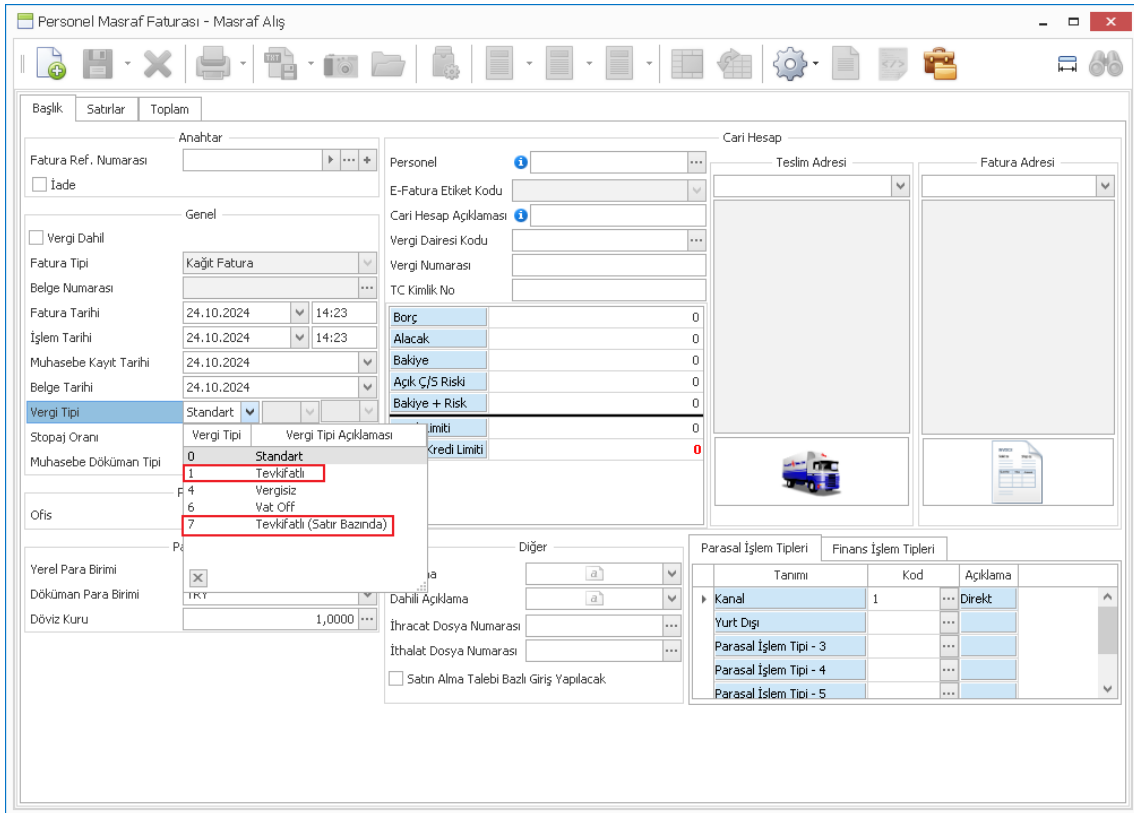 Personel Masraf Faturası - Masraf Alış
Başlık Satırlar Toplam
Anahtar
Fatura Ref. Numarası
İade
Genel
Vergi Dahil
Fatura Tipi Kağıt Fatura
Belge Numarası
Fatura Tarihi 24.10.2024 14:23
İşlem Tarihi 24.10.2024 14:23
Muhasebe Kayıt Tarihi 24.10.2024
Belge Tarihi 24.10.2024
Vergi Tipi Standart
Stopaj Oranı
Muhasebe Döküman Tipi
Vergi Tipi Vergi Tipi Açıklaması
0 Standart
1 Tevkifatlı
4 Vergisiz
6 Vat Off
7 Tevkifatlı (Satır Bazında)
Ofis
Yerel Para Birimi
Döküman Para Birimi TRY
Döviz Kuru 1,0000
Cari Hesap
Personel
E-Fatura Etiket Kodu
Cari Hesap Açıklaması
Vergi Dairesi Kodu
Vergi Numarası
TC Kimlik No
Borç 0
Alacak 0
Bakiye 0
Açık Ç/S Riski 0
Bakiye + Risk 0
Limiti 0
Kredi Limiti 0
Teslim Adresi
Fatura Adresi
Diğer
Dahili Açıklama
İhracat Dosya Numarası
İthalat Dosya Numarası
Satın Alma Talebi Bazlı Giriş Yapılacak
Parasal İşlem Tipleri Finans İşlem Tipleri
Tanımı Kod Açıklama
Kanal 1 Direkt
Yurt Dışı
Parasal İşlem Tipi - 3
Parasal İşlem Tipi - 4
Parasal İşlem Tipi - 5